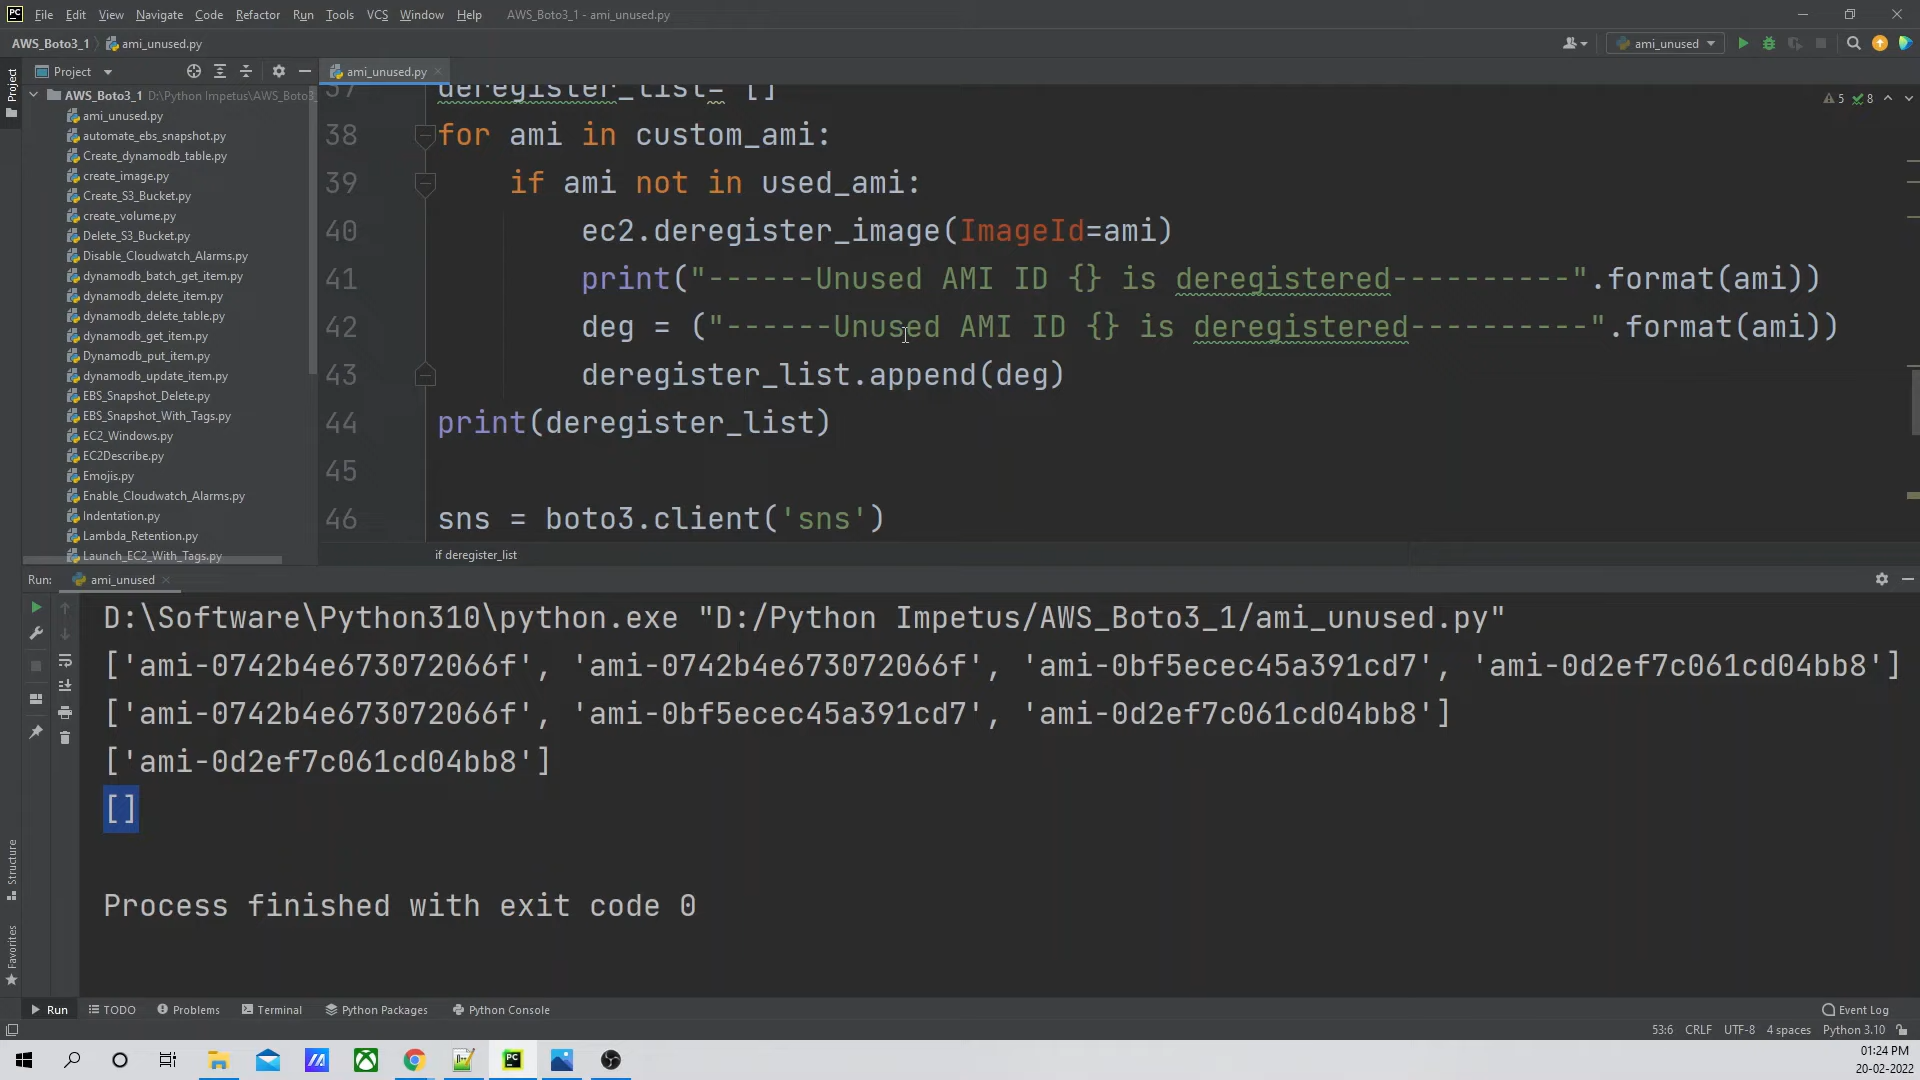 File Edit View Navigate Code Refactor Run Tools VCS Window Help AWS_Boto3_1 - ami_unused.py
AWS_Boto3_1 ami_unused.py ami_unused
Project
Project
ami_unused.py
AWS_Boto3_1 D:\Python Impetus\AWS_Boto3_
ami_unused.py
automate_ebs_snapshot.py
Create_dynamodb_table.py
create_image.py
Create_S3_Bucket.py
create_volume.py
Delete_S3_Bucket.py
Disable_Cloudwatch_Alarms.py
dynamodb_batch_get_item.py
dynamodb_delete_item.py
dynamodb_delete_table.py
dynamodb_get_item.py
Dynamodb_put_item.py
dynamodb_update_item.py
EBS_Snapshot_Delete.py
EBS_Snapshot_With_Tags.py
EC2_Windows.py
EC2Describe.py
Emojis.py
Enable_Cloudwatch_Alarms.py
Indentation.py
Lambda_Retention.py
Launch_EC2_With_Tags.py
5 8
37 deregister_list= []
38 for ami in custom_ami:
39 if ami not in used_ami:
40 ec2.deregister_image(ImageId=ami)
41 print("------Unused AMI ID {} is deregistered----------".format(ami))
42 deg = ("------Unused AMI ID {} is deregistered----------".format(ami))
43 deregister_list.append(deg)
44 print(deregister_list)
45
46 sns = boto3.client('sns')
if deregister_list
Run: ami_unused
D:\Software\Python310\python.exe "D:/Python Impetus/AWS_Boto3_1/ami_unused.py"
['ami-0742b4e673072066f', 'ami-0742b4e673072066f', 'ami-0bf5ecec45a391cd7', 'ami-0d2ef7c061cd04bb8']
['ami-0742b4e673072066f', 'ami-0bf5ecec45a391cd7', 'ami-0d2ef7c061cd04bb8']
['ami-0d2ef7c061cd04bb8']
[]
Process finished with exit code 0
Structure
Favorites
Run TODO Problems Terminal Python Packages Python Console Event Log
53:6 CRLF UTF-8 4 spaces Python 3.10
01:24 PM
20-02-2022